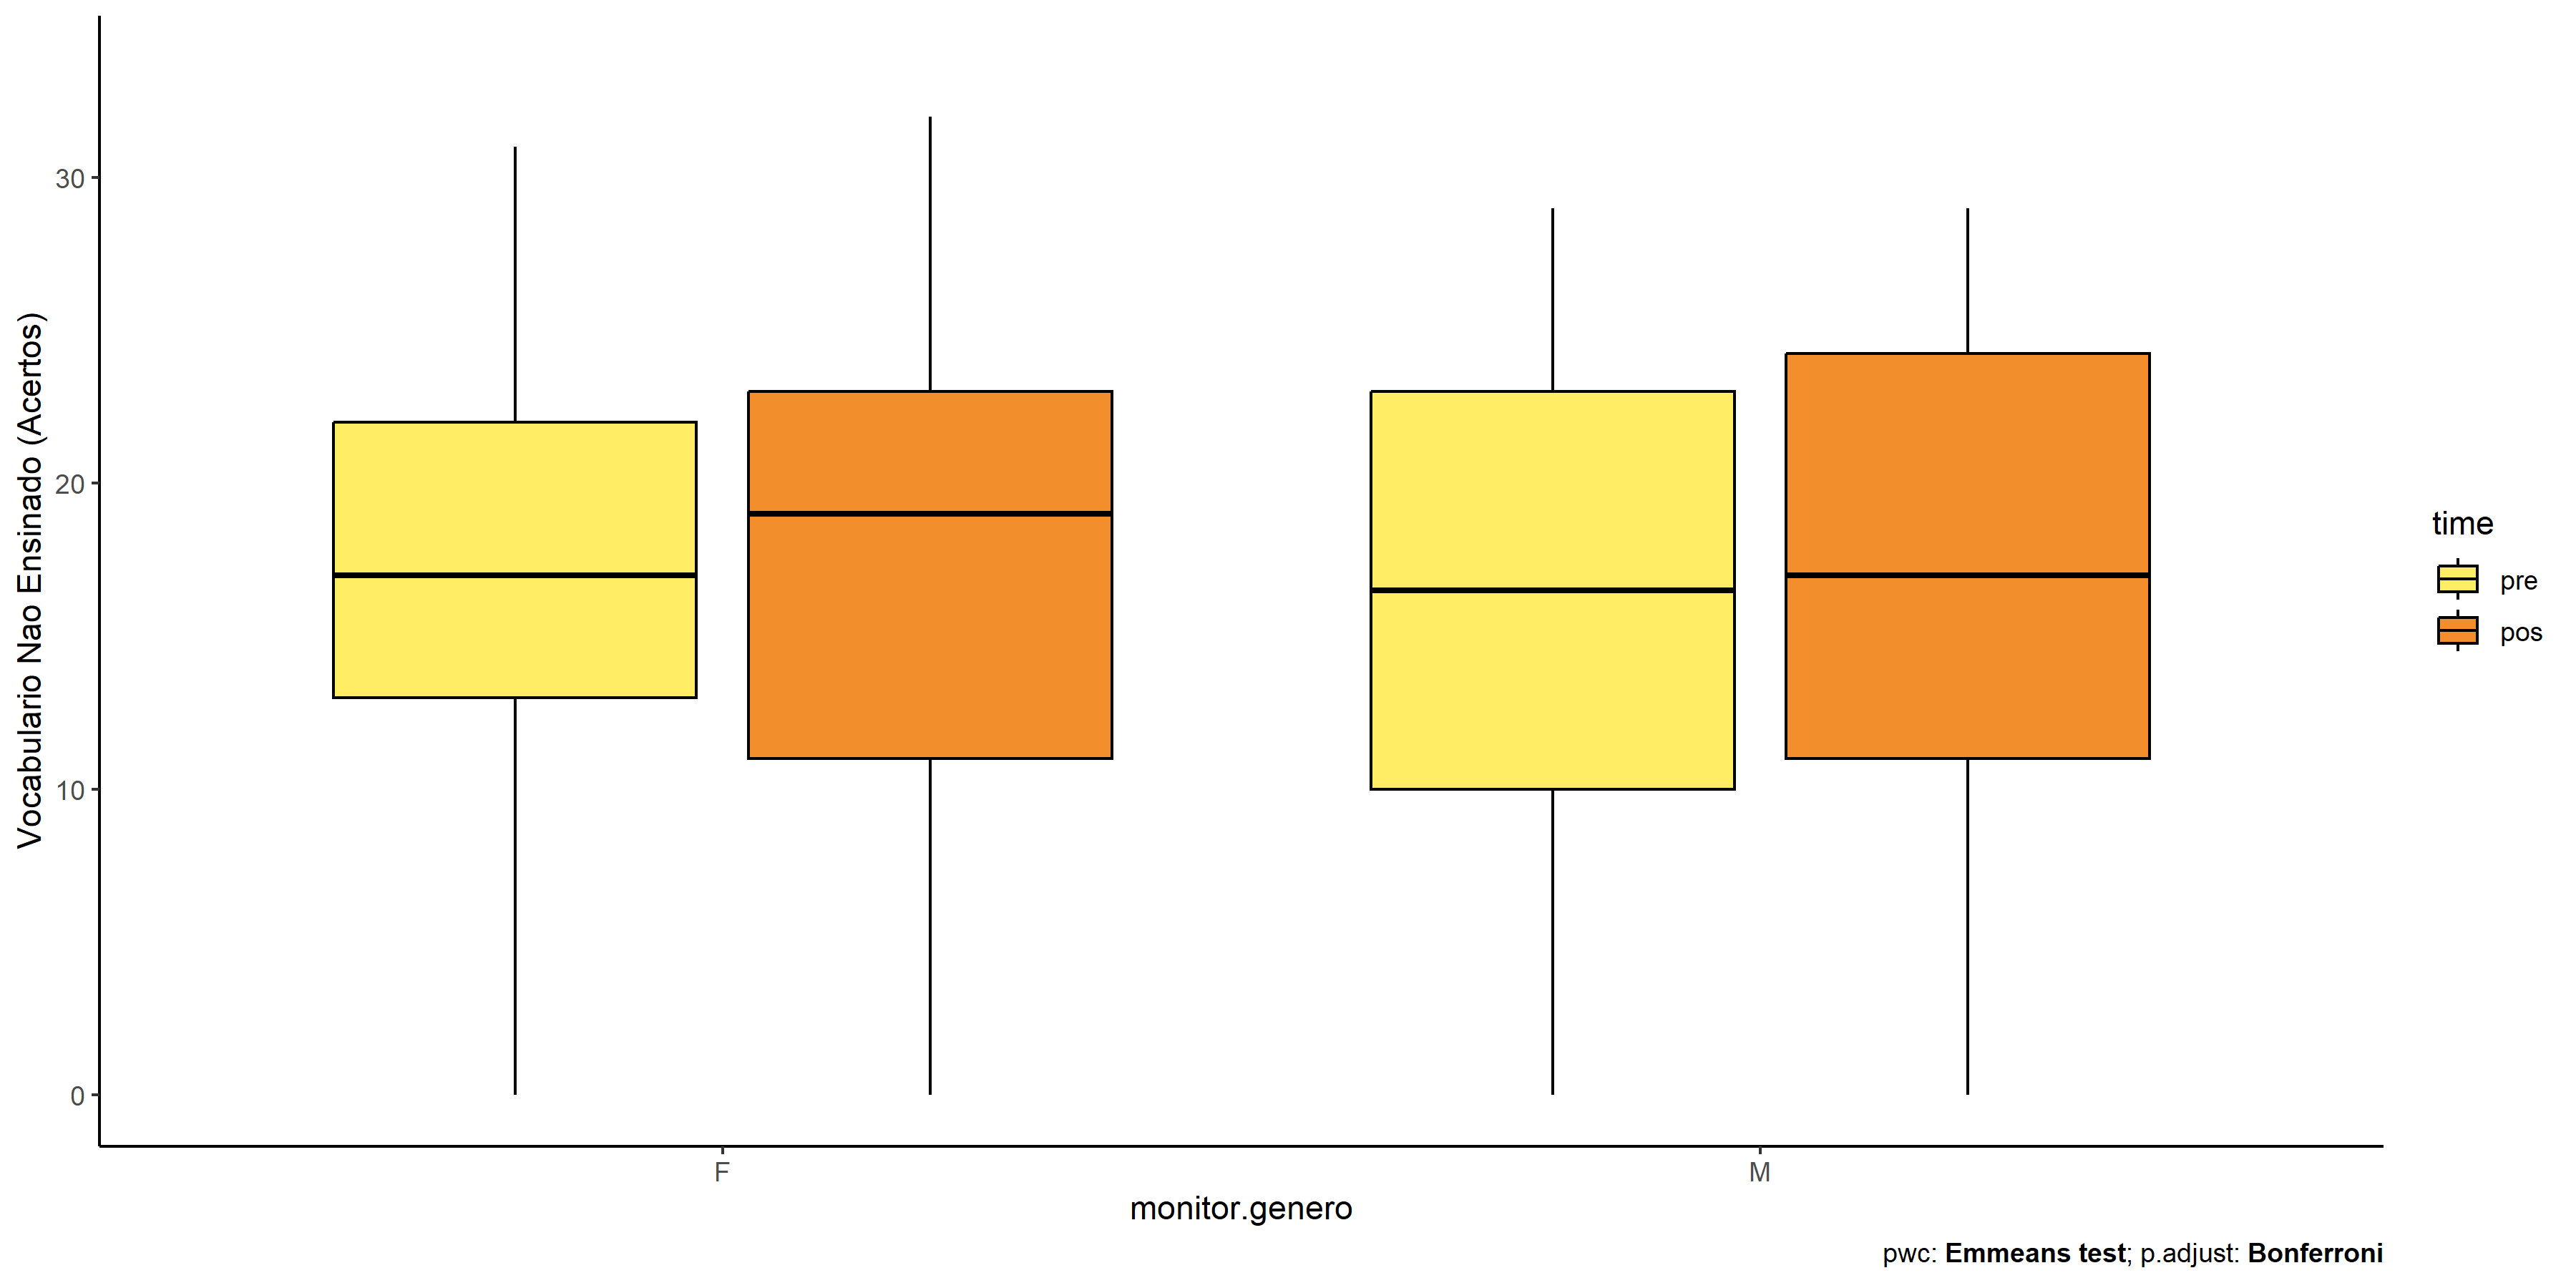 Vocabulario Nao Ensinado (Acertos)
30
20
10
0
F
M
monitor.genero
time
pre
pos
pwc: Emmeans test; p.adjust: Bonferroni